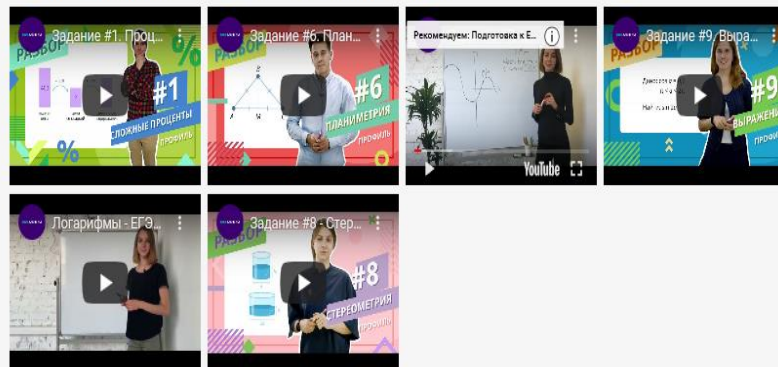 Задание #1. Проц...
РАЗБОР
%
#1
СЛОЖНЫЕ ПРОЦЕНТЫ
ПРОФИЛЬ
%
Задание #6. План...
РАЗБОР
#6
ПЛАНИМЕТРИЯ
ПРОФИЛЬ
Рекомендуем: Подготовка к Е...
YouTube
Задание #9. Выра...
РАЗБОР
#9
ВЫРАЖЕНИ
ПРОФИЛ
Логарифмы - ЕГЭ...
Задание #8 - Стер...
РАЗБОР
#8
СТЕРЕОМЕТРИЯ
ПРОФИЛЬ